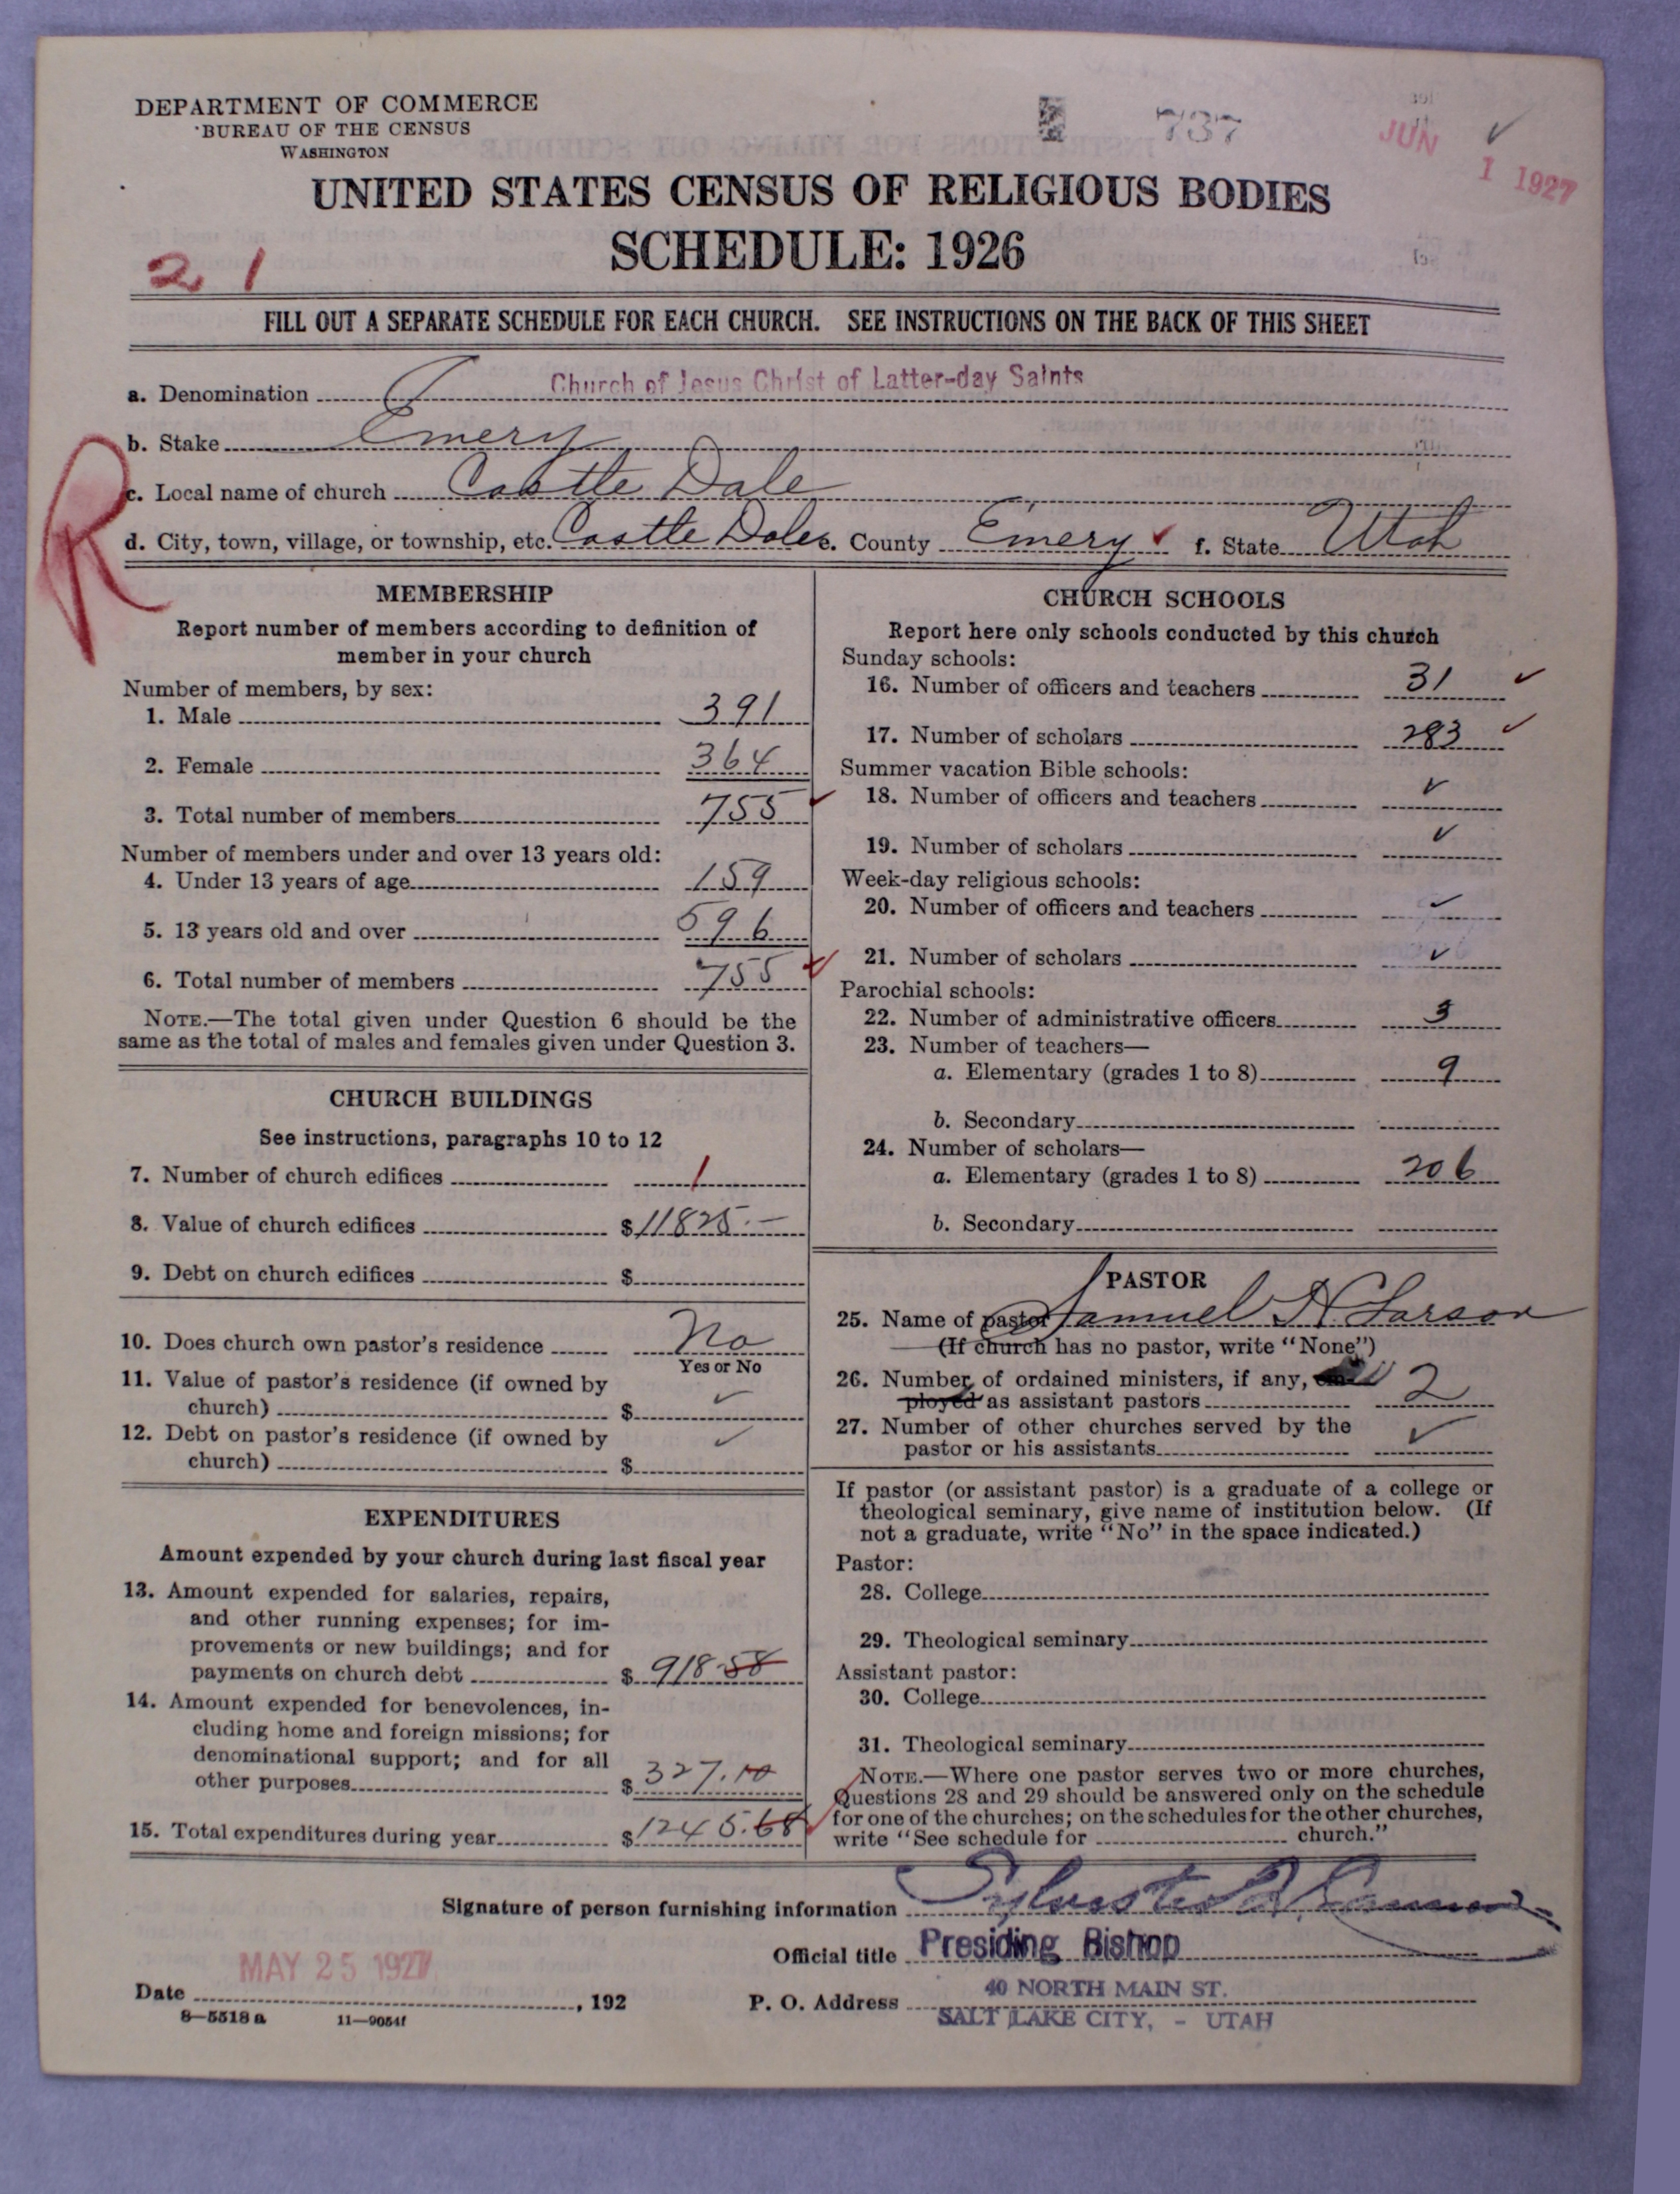 DEPARTMENT OF COMMERCE
BUREAU OF THE CENSUS
WASHINGTON
737
JUN 1 1927
UNITED STATES CENSUS OF RELIGIOUS BODIES
SCHEDULE: 1926
21
FILL OUT A SEPARATE SCHEDULE FOR EACH CHURCH. SEE INSTRUCTIONS ON THE BACK OF THIS SHEET
a. Denomination Church of Jesus Christ of Latter-day Saints
b. Stake Emery
R
c. Local name of church Castle Dale
d. City, town, village, or township, etc. Castle Dale e. County Emery ✓ f. State Utah
MEMBERSHIP
Report number of members according to definition of
member in your church
Number of members, by sex:
1. Male 391
2. Female 364
3. Total number of members 755 ✓
Number of members under and over 13 years old:
4. Under 13 years of age 159
5. 13 years old and over 596
6. Total number of members 755 ✓
NOTE.—The total given under Question 6 should be the
same as the total of males and females given under Question 3.
CHURCH BUILDINGS
See instructions, paragraphs 10 to 12
7. Number of church edifices 1
8. Value of church edifices $11825.—
9. Debt on church edifices $
10. Does church own pastor's residence No
Yes or No
11. Value of pastor's residence (if owned by
church) $ ✓
12. Debt on pastor's residence (if owned by
church) $ ✓
EXPENDITURES
Amount expended by your church during last fiscal year
13. Amount expended for salaries, repairs,
and other running expenses; for im-
provements or new buildings; and for
payments on church debt $ 918.58
14. Amount expended for benevolences, in-
cluding home and foreign missions; for
denominational support; and for all
other purposes $ 327.10
15. Total expenditures during year $1245.68 ✓
CHURCH SCHOOLS
Report here only schools conducted by this church
Sunday schools:
16. Number of officers and teachers 31 ✓
17. Number of scholars 283 ✓
Summer vacation Bible schools:
18. Number of officers and teachers ✓
19. Number of scholars ✓
Week-day religious schools:
20. Number of officers and teachers ✓
21. Number of scholars ✓
Parochial schools:
22. Number of administrative officers 3
23. Number of teachers—
a. Elementary (grades 1 to 8) 9
b. Secondary
24. Number of scholars—
a. Elementary (grades 1 to 8) 206
b. Secondary
PASTOR
25. Name of pastor Samuel H. Larson
(If church has no pastor, write "None")
26. Number of ordained ministers, if any, em-
ployed as assistant pastors 2
27. Number of other churches served by the
pastor or his assistants ✓
If pastor (or assistant pastor) is a graduate of a college or
theological seminary, give name of institution below. (If
not a graduate, write "No" in the space indicated.)
Pastor:
28. College
29. Theological seminary
Assistant pastor:
30. College
31. Theological seminary
NOTE.—Where one pastor serves two or more churches,
Questions 28 and 29 should be answered only on the schedule
for one of the churches; on the schedules for the other churches,
write "See schedule for church."
Signature of person furnishing information Sylvester Q. Cannon
Official title Presiding Bishop
MAY 25 1927
Date , 192
P. O. Address 40 NORTH MAIN ST.
SALT LAKE CITY, - UTAH
8—5518 a 11—9054f